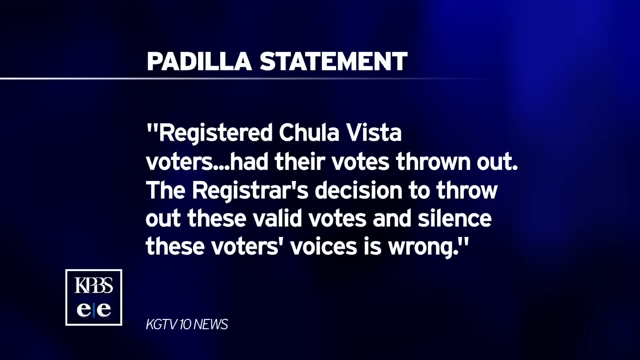 PADILLA STATEMENT
"Registered Chula Vista
voters...had their votes thrown out.
The Registrar's decision to throw
out these valid votes and silence
these voters' voices is wrong."
KPBS
e|e
KGTV 10 NEWS